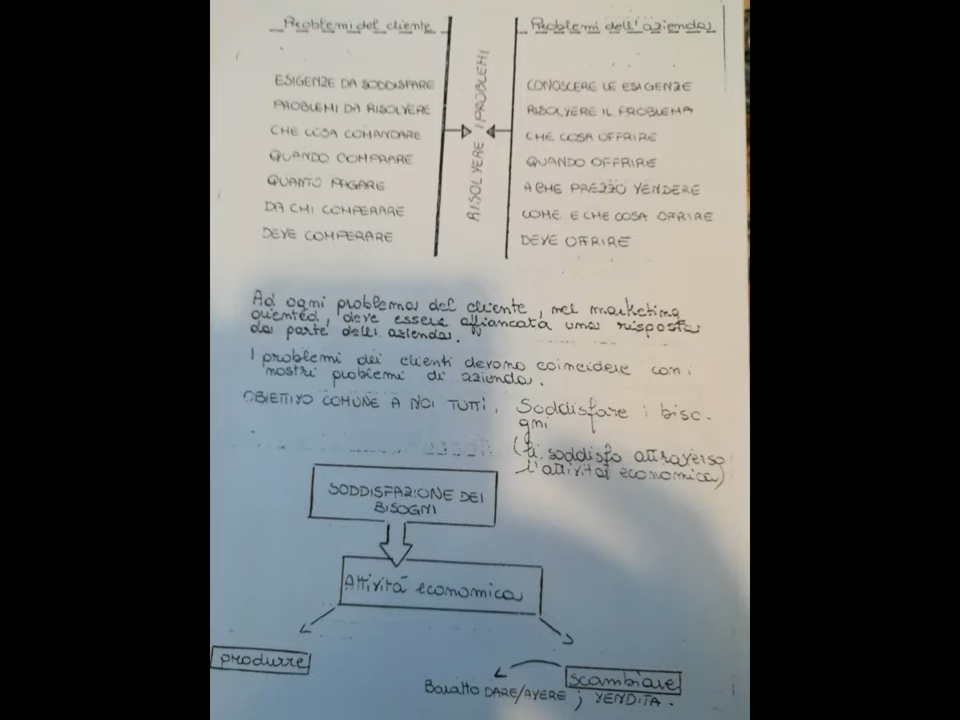 Problemi del cliente
Problemi dell'azienda
ESIGENZE DA SODDISFARE
PROBLEMI DA RISOLVERE
CHE COSA COMANDARE
QUANDO COMPRARE
QUANTO PAGARE
DA CHI COMPERARE
DEVE COMPERARE
RISOLVERE I PROBLEMI
CONOSCERE LE ESIGENZE
RISOLVERE IL PROBLEMA
CHE COSA OFFRIRE
QUANDO OFFRIRE
A CHE PREZZO VENDERE
COME E CHE COSA OFRIRE
DEVE OFFRIRE
Ad ogni problema del cliente, nel marketing
oriented, deve essere affiancata una risposta
da parte dell'azienda.
I problemi dei clienti devono coincidere con i
nostri problemi di azienda.
OBIETTIVO COMUNE A NOI TUTTI. Soddisfare i biso-
gni
(li soddisfo attraverso
l'attività economica)
SODDISFAZIONE DEI
BISOGNI
Attività economica
produrre
scambiare
Baratto DARE/AVERE ; VENDITA.